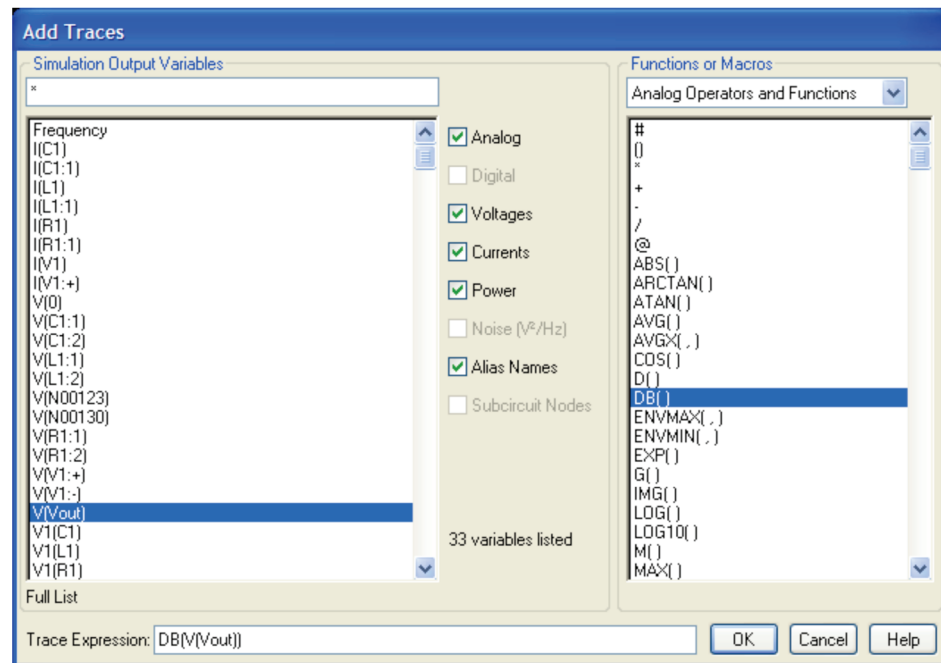 Add Traces
Simulation Output Variables
*
Frequency
I(C1)
I(C1:1)
I(L1)
I(L1:1)
I(R1)
I(R1:1)
I(V1)
I(V1:+)
V(0)
V(C1:1)
V(C1:2)
V(L1:1)
V(L1:2)
V(N00123)
V(N00130)
V(R1:1)
V(R1:2)
V(V1:+)
V(V1:-)
V(Vout)
V1(C1)
V1(L1)
V1(R1)
Full List
Analog
Digital
Voltages
Currents
Power
Noise (V²/Hz)
Alias Names
Subcircuit Nodes
33 variables listed
Functions or Macros
Analog Operators and Functions
#
()
*
+
-
/
@
ABS( )
ARCTAN( )
ATAN( )
AVG( )
AVGX( , )
COS( )
D( )
DB( )
ENVMAX( , )
ENVMIN( , )
EXP( )
G( )
IMG( )
LOG( )
LOG10( )
M( )
MAX( )
Trace Expression: DB(V(Vout))
OK
Cancel
Help